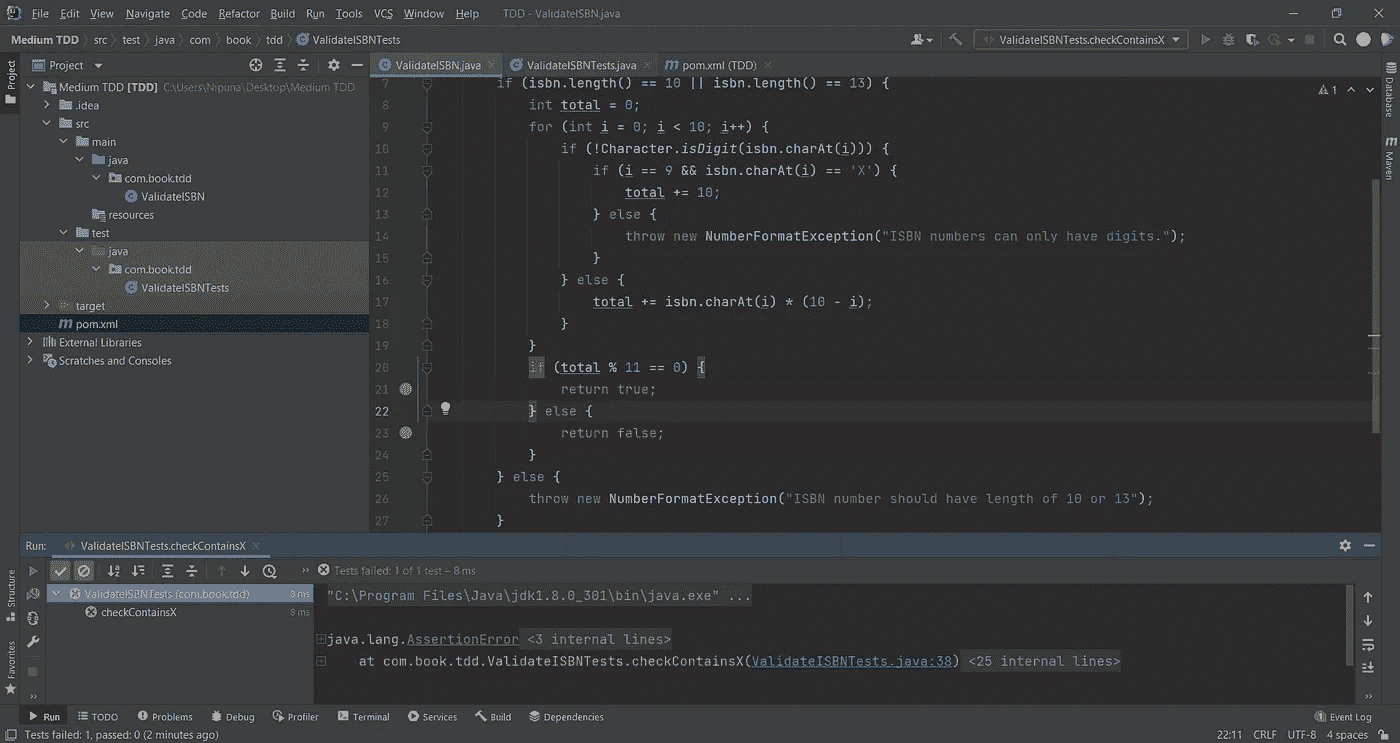 File Edit View Navigate Code Refactor Build Run Tools VCS Window Help TDD - ValidateISBN.java
Medium TDD src test java com book tdd ValidateISBNTests ValidateISBNTests.checkContainsX
Project ValidateISBN.java ValidateISBNTests.java pom.xml (TDD)
Project
Structure
Favorites
Database
Maven
Medium TDD [TDD] C:\Users\Nipuna\Desktop\Medium TDD
.idea
src
main
java
com.book.tdd
ValidateISBN
resources
test
java
com.book.tdd
ValidateISBNTests
target
pom.xml
External Libraries
Scratches and Consoles
1
7 if (isbn.length() == 10 || isbn.length() == 13) {
8 int total = 0;
9 for (int i = 0; i < 10; i++) {
10 if (!Character.isDigit(isbn.charAt(i))) {
11 if (i == 9 && isbn.charAt(i) == 'X') {
12 total += 10;
13 } else {
14 throw new NumberFormatException("ISBN numbers can only have digits.");
15 }
16 } else {
17 total += isbn.charAt(i) * (10 - i);
18 }
19 }
20 if (total % 11 == 0) {
21 return true;
22 } else {
23 return false;
24 }
25 } else {
26 throw new NumberFormatException("ISBN number should have length of 10 or 13");
27 }
Run: ValidateISBNTests.checkContainsX
Tests failed: 1 of 1 test – 8 ms
ValidateISBNTests (com.book.tdd) 8 ms
checkContainsX 8 ms
"C:\Program Files\Java\jdk1.8.0_301\bin\java.exe" ...
java.lang.AssertionError <3 internal lines>
at com.book.tdd.ValidateISBNTests.checkContainsX(ValidateISBNTests.java:38) <25 internal lines>
Run TODO Problems Debug Profiler Terminal Services Build Dependencies 1 Event Log
Tests failed: 1, passed: 0 (2 minutes ago) 22:11 CRLF UTF-8 4 spaces